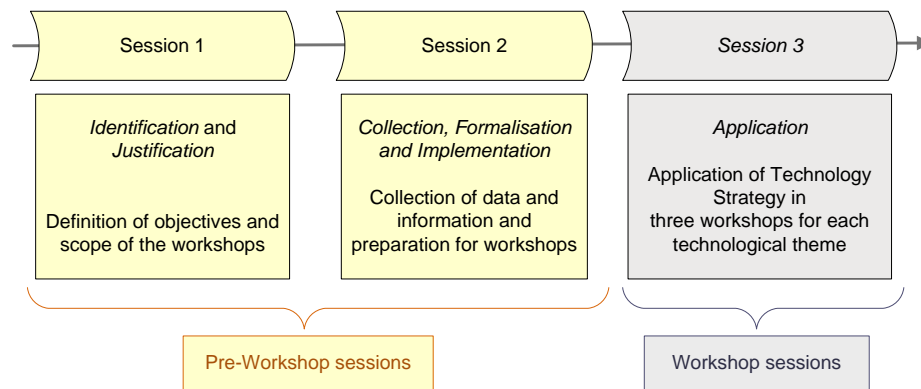 Session 1
Session 2
Session 3
Identification and
Justification
Definition of objectives and
scope of the workshops
Collection, Formalisation
and Implementation
Collection of data and
information and
preparation for workshops
Application
Application of Technology
Strategy in
three workshops for each
technological theme
Pre-Workshop sessions
Workshop sessions